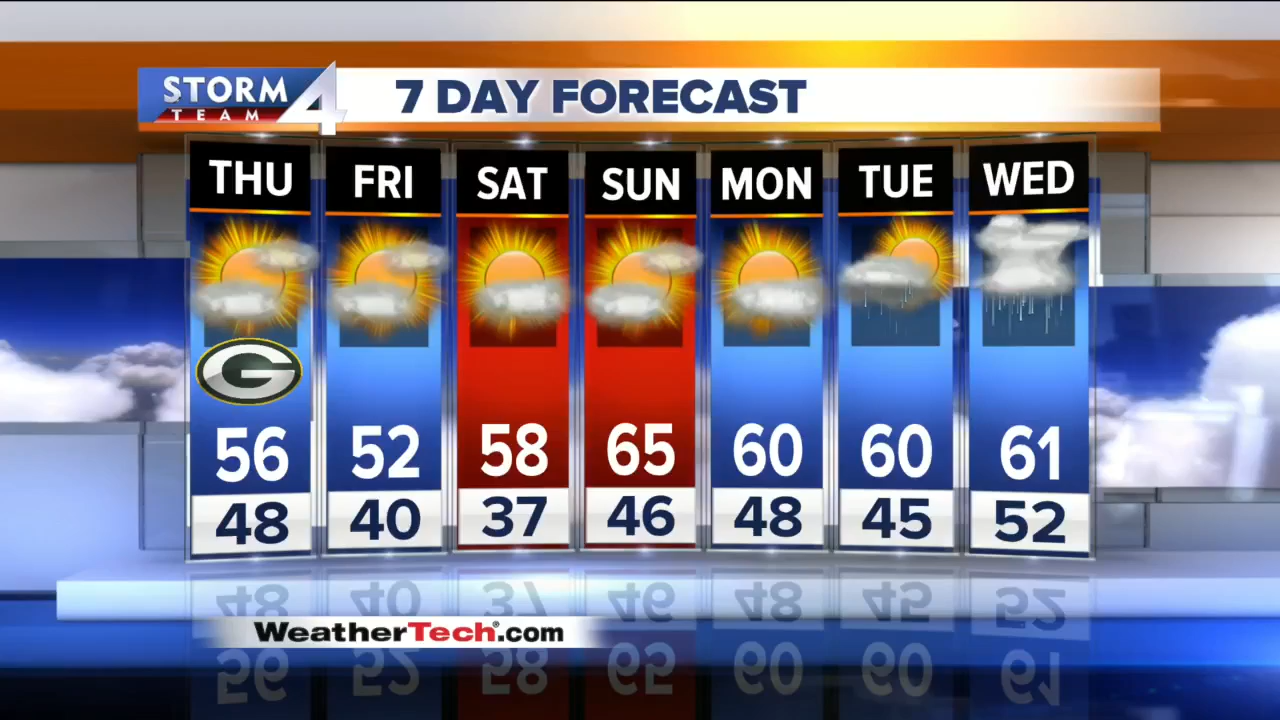 STORM
TEAM
4
7 DAY FORECAST
THU FRI SAT SUN MON TUE WED
G
56 52 58 65 60 60 61
48 40 37 46 48 45 52
WeatherTech®.com